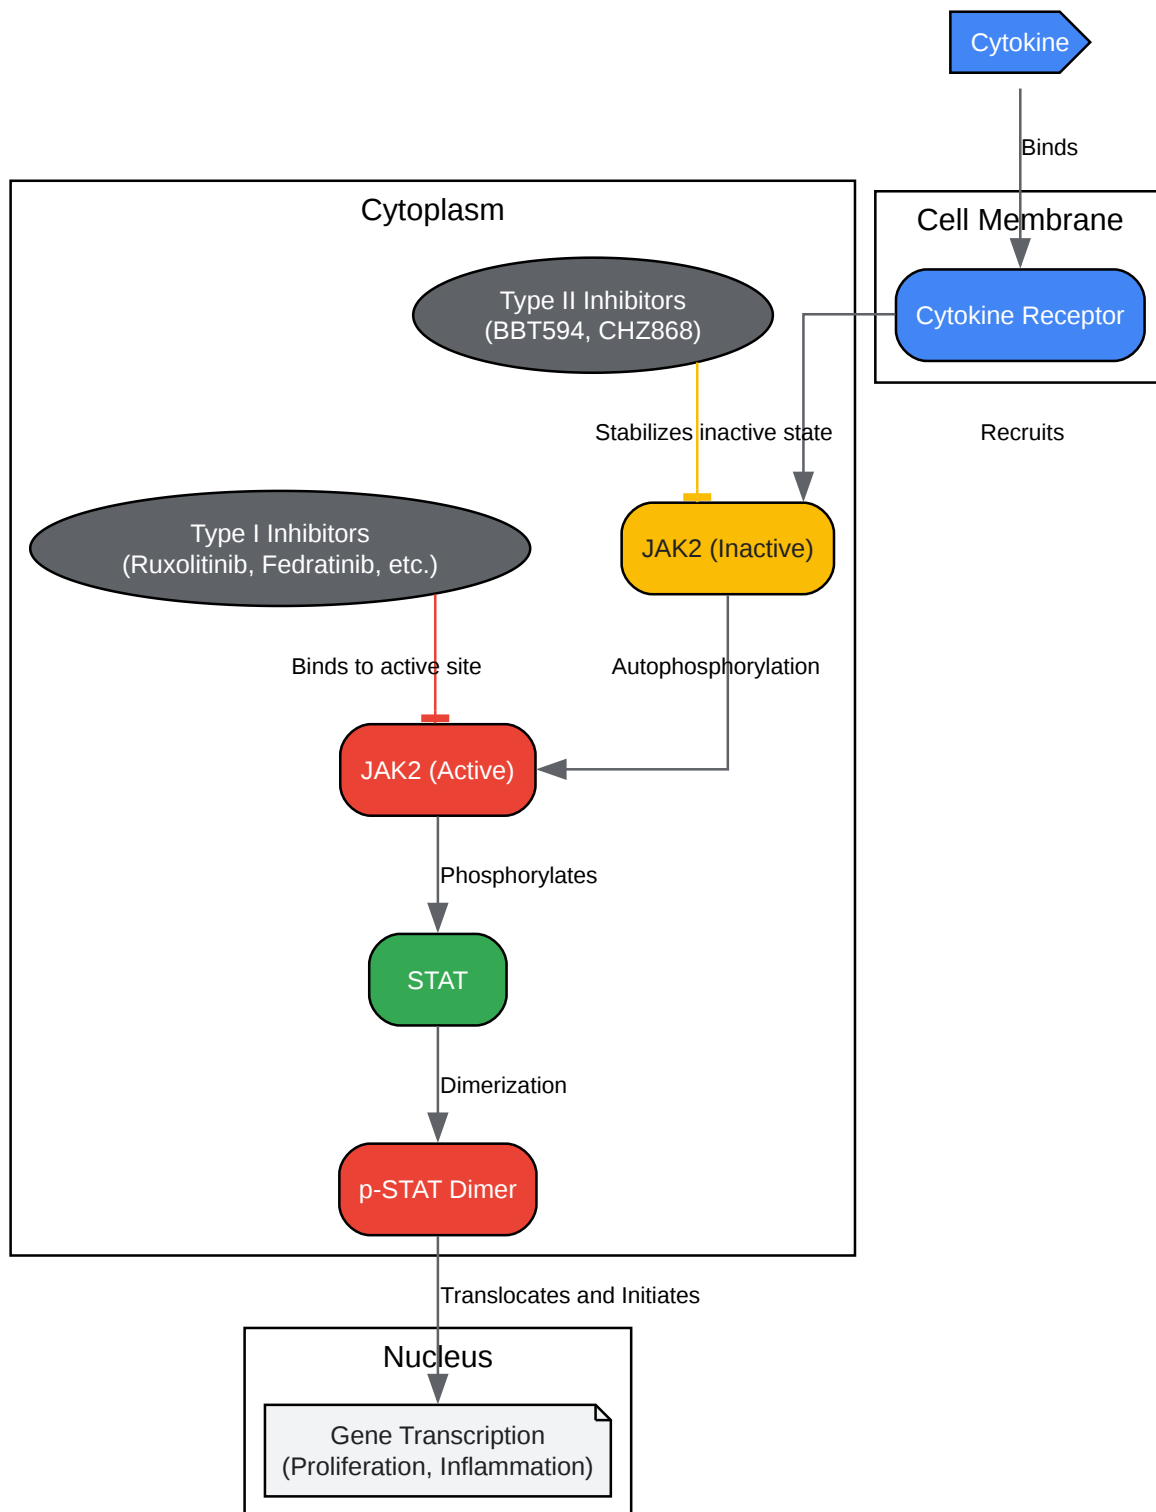 Cytokine
Binds
Cytoplasm
Cell Membrane
Type II Inhibitors
(BBT594, CHZ868)
Cytokine Receptor
Stabilizes inactive state
Recruits
Type I Inhibitors
(Ruxolitinib, Fedratinib, etc.)
JAK2 (Inactive)
Binds to active site
Autophosphorylation
JAK2 (Active)
Phosphorylates
STAT
Dimerization
p-STAT Dimer
Translocates and Initiates
Nucleus
Gene Transcription
(Proliferation, Inflammation)